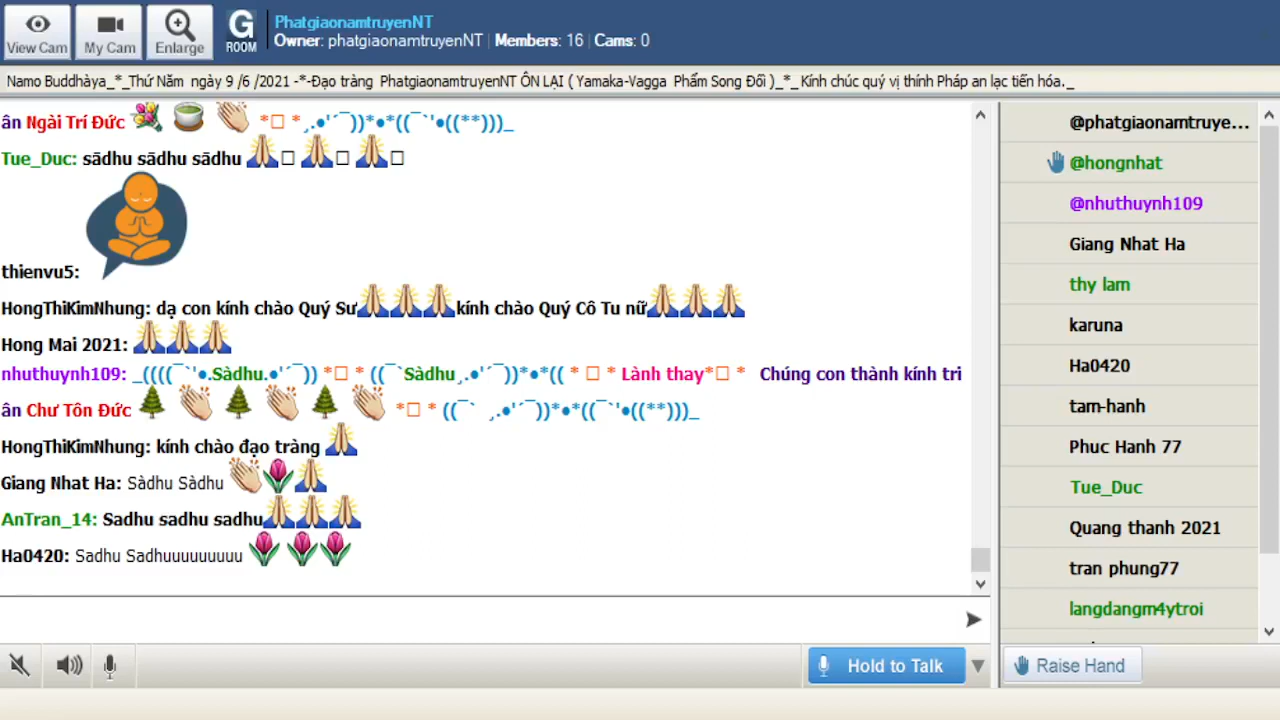 View Cam
My Cam
Enlarge
G
ROOM
PhatgiaonamtruyenNT
Owner: phatgiaonamtruyenNT | Members: 16 | Cams: 0
Namo Buddhàya_*_Thứ Năm ngày 9 /6 /2021 -*-Đạo tràng PhatgiaonamtruyenNT ÔN LẠI ( Yamaka-Vagga Phẩm Song Đối )_*_Kính chúc quý vị thính Pháp an lạc tiến hóa._
ân Ngài Trí Đức 💐 🍵 👏 *□ *¸.•'´¯))*•*((¯`'•((**)))_
Tue_Duc: sādhu sādhu sādhu 🙏□ 🙏□ 🙏□
thienvu5:
HongThiKimNhung: dạ con kính chào Quý Sư🙏🙏🙏kính chào Quý Cô Tu nữ🙏🙏🙏
Hong Mai 2021: 🙏🙏🙏
nhuthuynh109: _((((¯`'•.Sàdhu.•'´¯)) *□ * ((¯`Sàdhu¸.•'´¯))*•*(( * □ * Lành thay*□ * Chúng con thành kính tri
ân Chư Tôn Đức 🌲 👏 🌲 👏 🌲 👏 *□ * ((¯` ¸.•'´¯))*•*((¯`'•((**)))_
HongThiKimNhung: kính chào đạo tràng 🙏
Giang Nhat Ha: Sàdhu Sàdhu 👏🌷🙏
AnTran_14: Sadhu sadhu sadhu🙏🙏🙏
Ha0420: Sadhu Sadhuuuuuuuuu 🌷 🌷🌷
@phatgiaonamtruye...
@hongnhat
@nhuthuynh109
Giang Nhat Ha
thy lam
karuna
Ha0420
tam-hanh
Phuc Hanh 77
Tue_Duc
Quang thanh 2021
tran phung77
langdangm4ytroi
Hold to Talk
Raise Hand